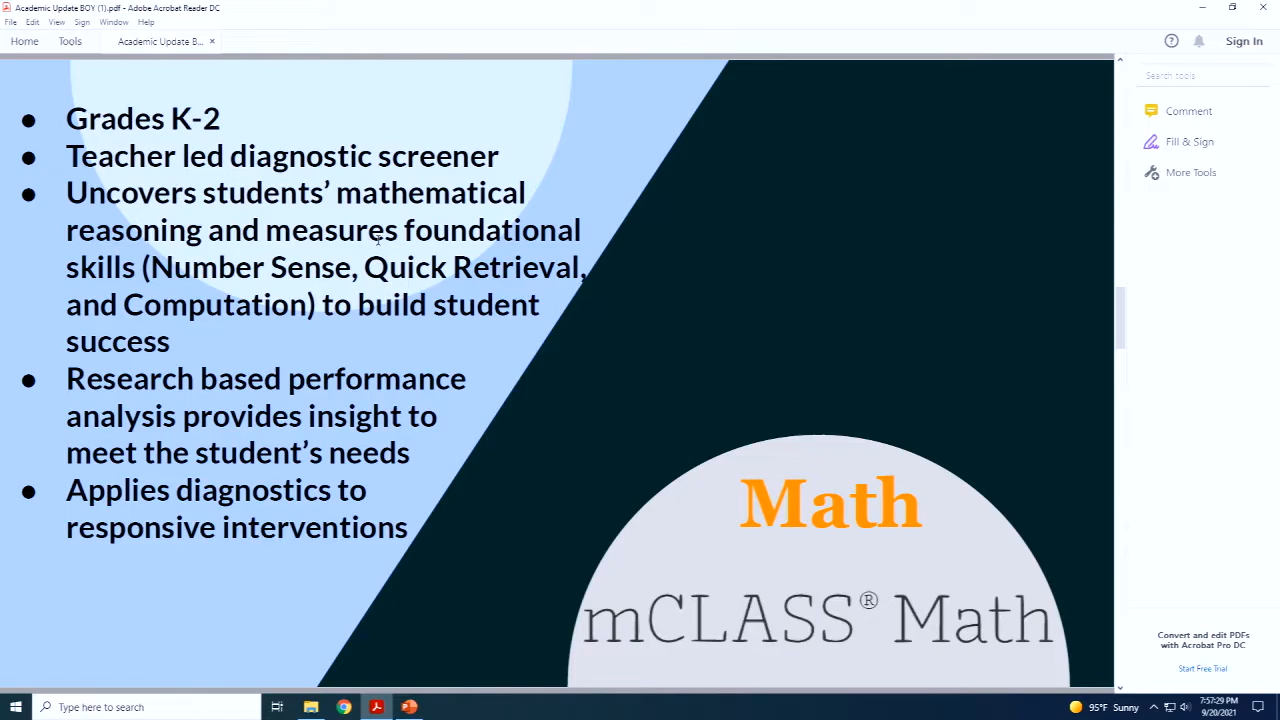 Academic Update BOY (1).pdf - Adobe Acrobat Reader DC
File Edit View Sign Window Help
Home Tools Academic Update B... ×
Sign In
Search tools
Comment
Fill & Sign
More Tools
● Grades K-2
● Teacher led diagnostic screener
● Uncovers students’ mathematical
reasoning and measures foundational
skills (Number Sense, Quick Retrieval,
and Computation) to build student
success
● Research based performance
analysis provides insight to
meet the student’s needs
● Applies diagnostics to
responsive interventions
Math
mCLASS® Math
Convert and edit PDFs
with Acrobat Pro DC
Start Free Trial
Type here to search
95°F Sunny
7:57:29 PM
9/20/2021